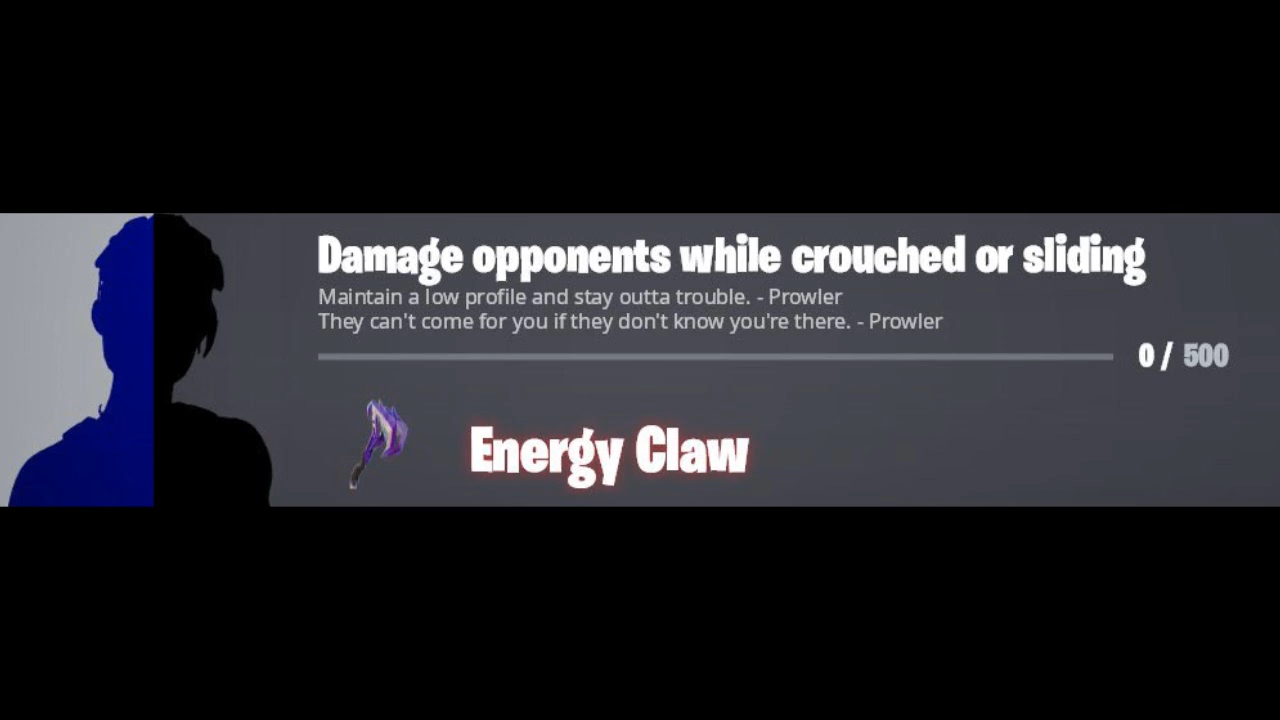 Damage opponents while crouched or sliding
Maintain a low profile and stay outta trouble. - Prowler
They can't come for you if they don't know you're there. - Prowler
0 / 500
Energy Claw